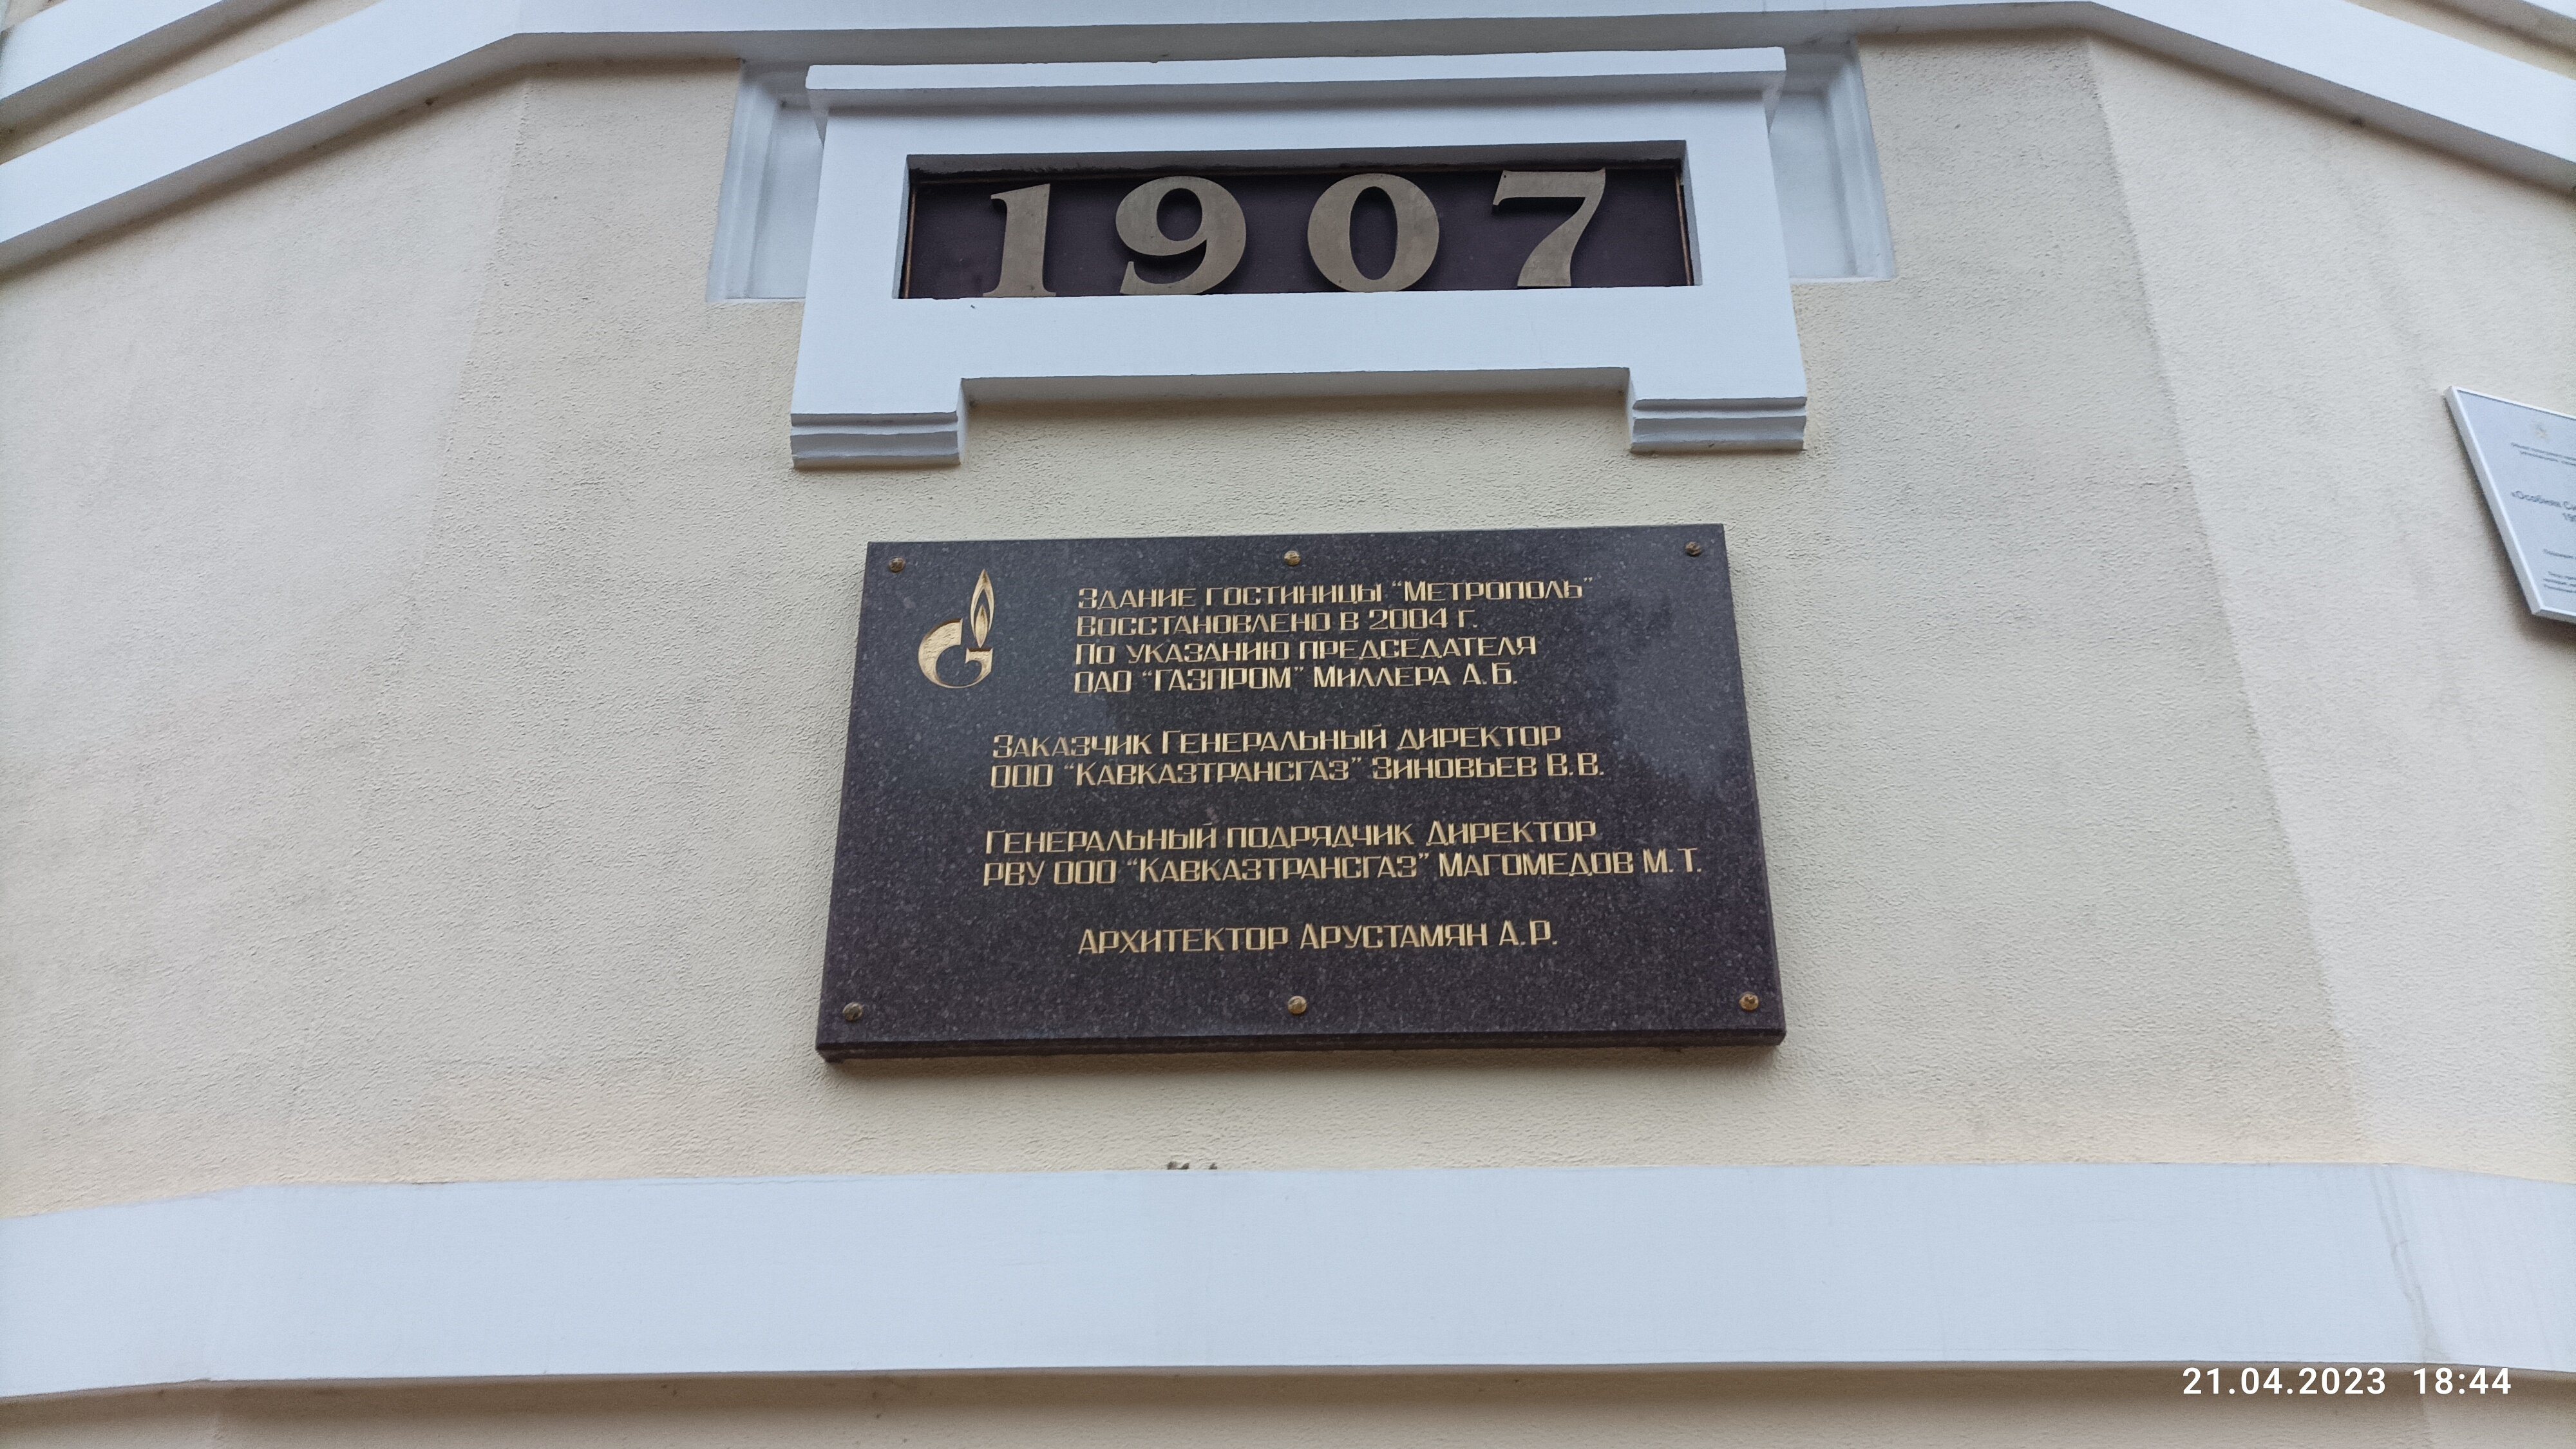 1907
Здание гостиницы “Метрополь”
Восстановлено в 2004 г.
По указанию председателя
ОАО “ГАЗПРОМ” Миллера А.Б.
Заказчик Генеральный директор
ООО “Кавказтрансгаз” Зиновьев В.В.
Генеральный подрядчик Директор
РВУ ООО “Кавказтрансгаз” Магомедов М.Т.
Архитектор Арустамян А.Р.
«Особняк
21.04.2023 18:44